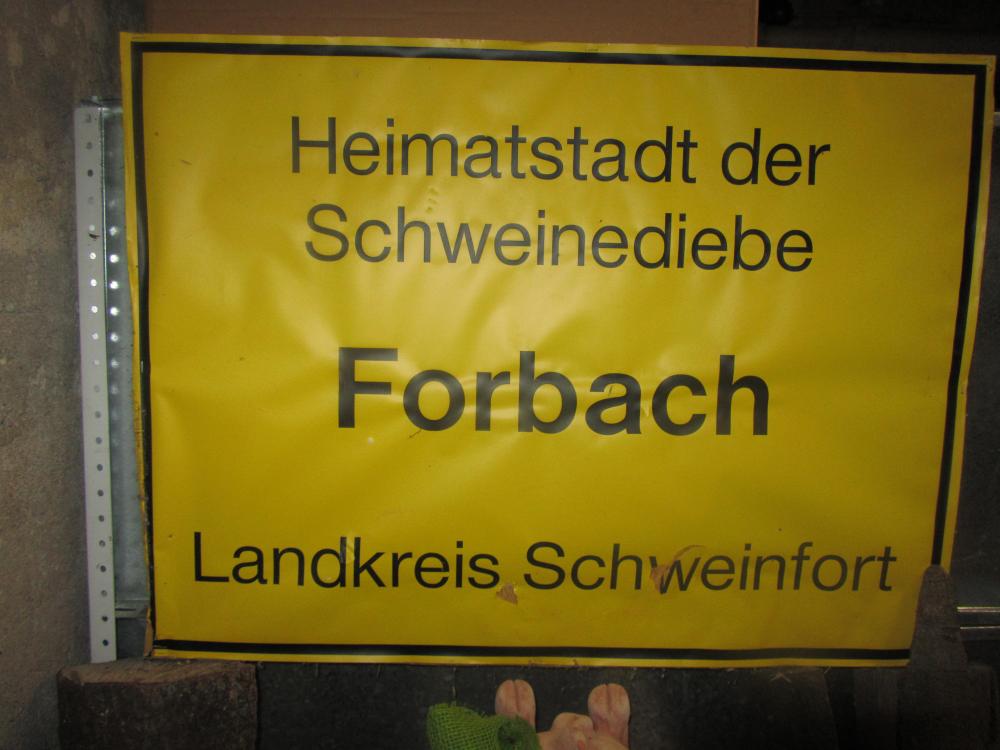 Heimatstadt der
Schweinediebe
Forbach
Landkreis Schweinfort